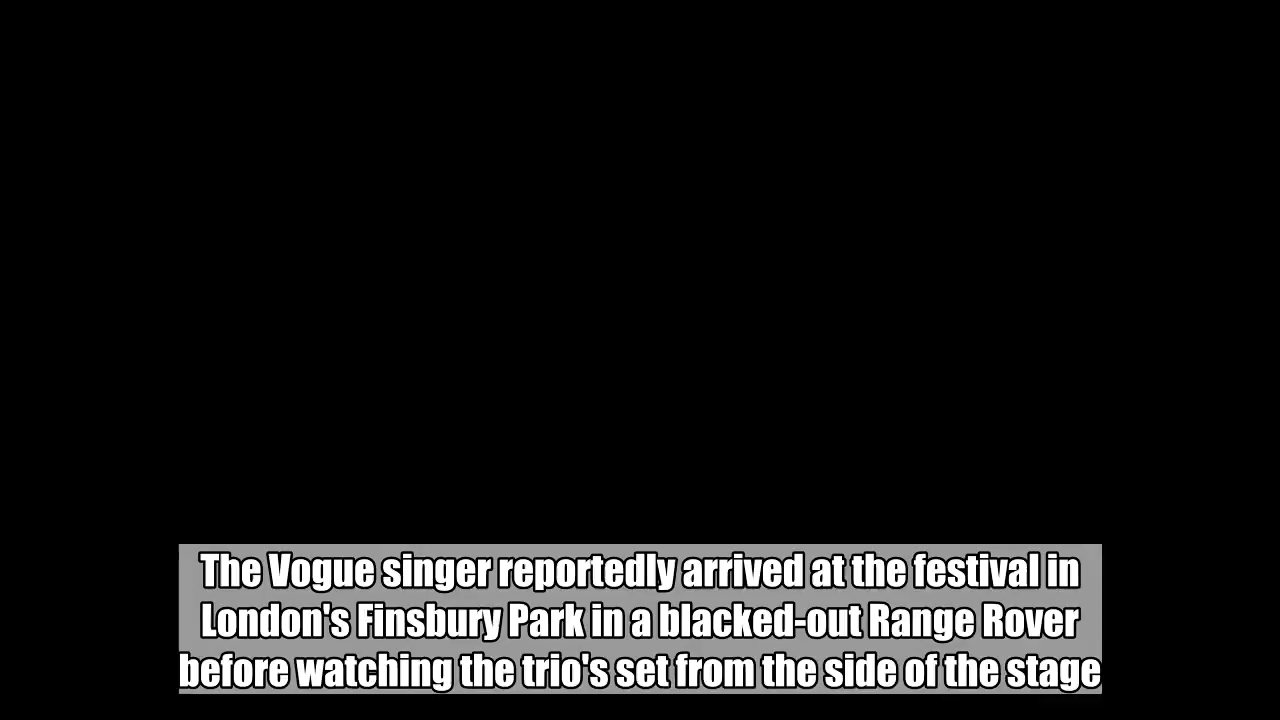 The Vogue singer reportedly arrived at the festival in
London's Finsbury Park in a blacked-out Range Rover
before watching the trio's set from the side of the stage